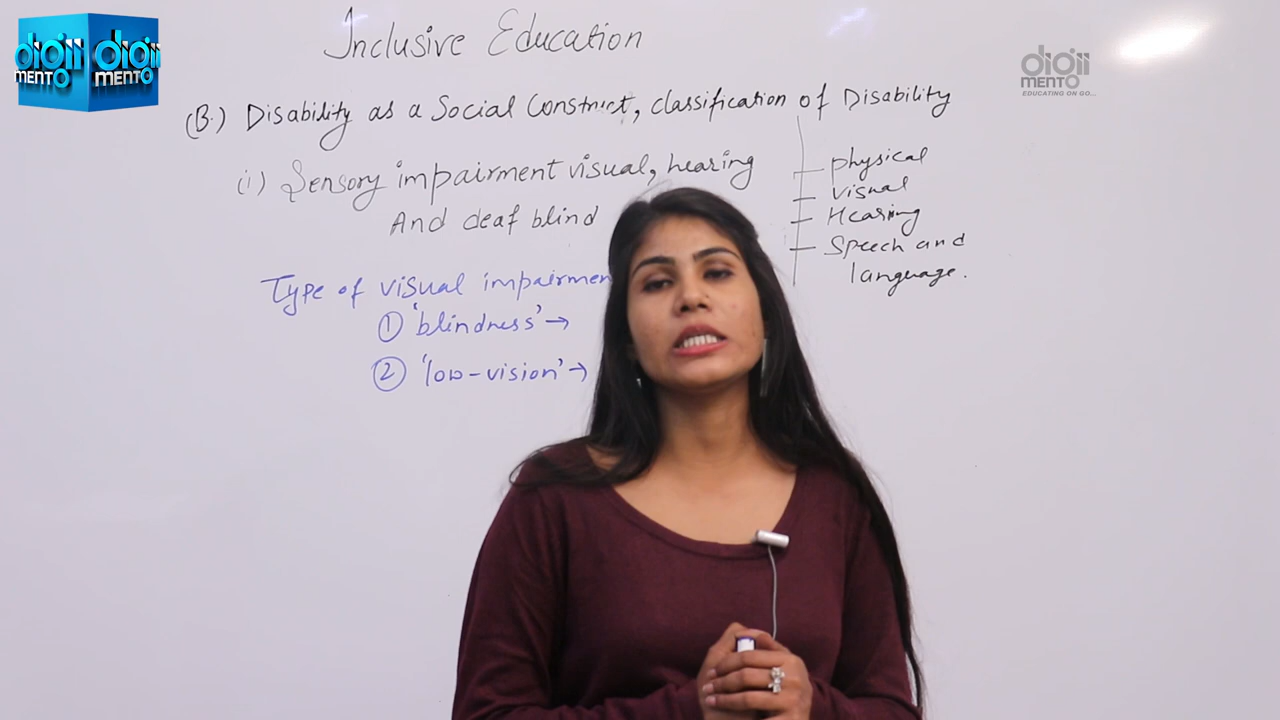 digii
MENTO
digii
MENTO
Inclusive Education
digii
MENTO
EDUCATING ON GO...
(B.) Disability as a Social Construct, classification of Disability
(i) Sensory impairment visual, hearing
And deaf blind
physical
visual
Hearing
Speech and
language.
Type of visual impairmen
① 'blindness' →
② 'low-vision' →